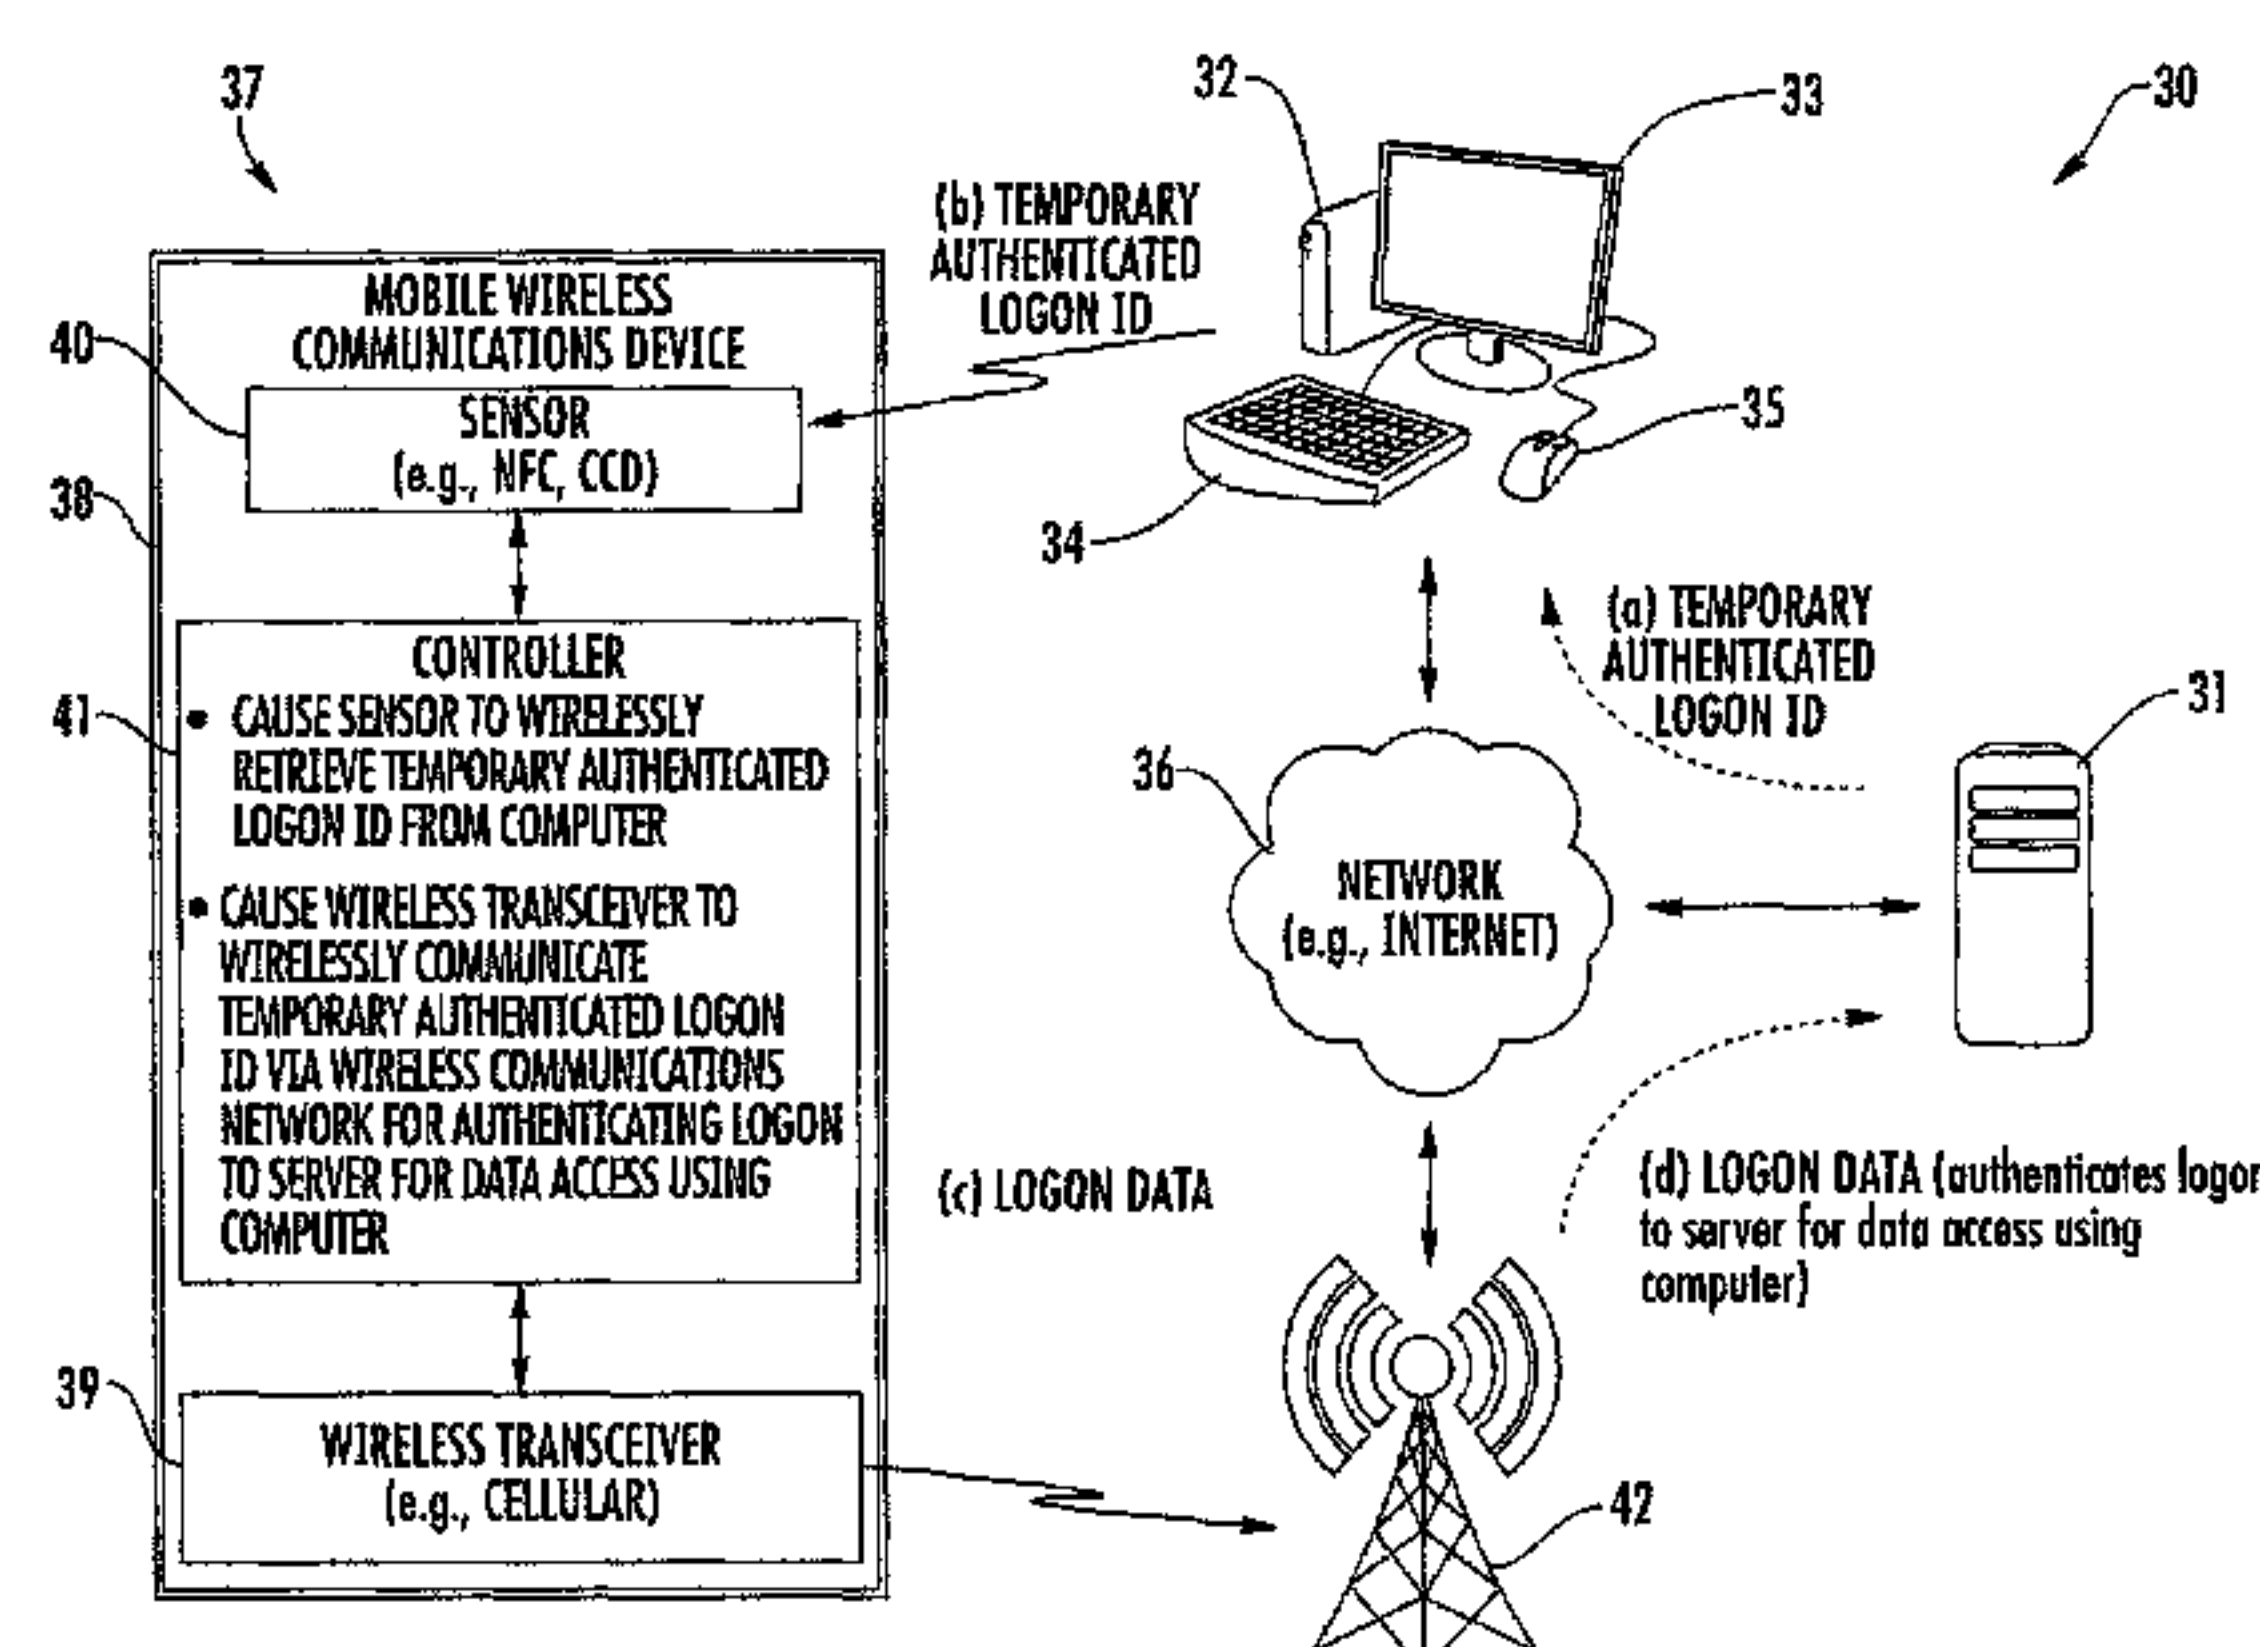 37
32
33
30
(b) TEMPORARY
AUTHENTICATED
LOGON ID
MOBILE WIRELESS
COMMUNICATIONS DEVICE
40
SENSOR
(e.g., NFC, CCD)
38
35
34
CONTROLLER
41
● CAUSE SENSOR TO WIRELESSLY
RETRIEVE TEMPORARY AUTHENTICATED
LOGON ID FROM COMPUTER
● CAUSE WIRELESS TRANSCEIVER TO
WIRELESSLY COMMUNICATE
TEMPORARY AUTHENTICATED LOGON
ID VIA WIRELESS COMMUNICATIONS
NETWORK FOR AUTHENTICATING LOGON
TO SERVER FOR DATA ACCESS USING
COMPUTER
(a) TEMPORARY
AUTHENTICATED
LOGON ID
31
36
NETWORK
(e.g., INTERNET)
(c) LOGON DATA
(d) LOGON DATA (authenticates logon
to server for data access using
computer)
39
WIRELESS TRANSCEIVER
(e.g., CELLULAR)
42